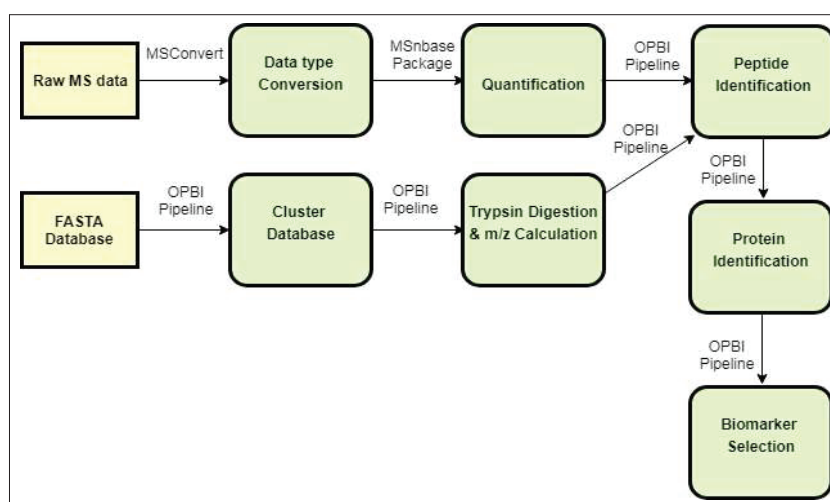 Raw MS data
MSConvert
Data type
Conversion
MSnbase
Package
Quantification
OPBI
Pipeline
Peptide
Identification
FASTA
Database
OPBI
Pipeline
Cluster
Database
OPBI
Pipeline
Trypsin Digestion
& m/z Calculation
OPBI
Pipeline
OPBI
Pipeline
Protein
Identification
OPBI
Pipeline
Biomarker
Selection